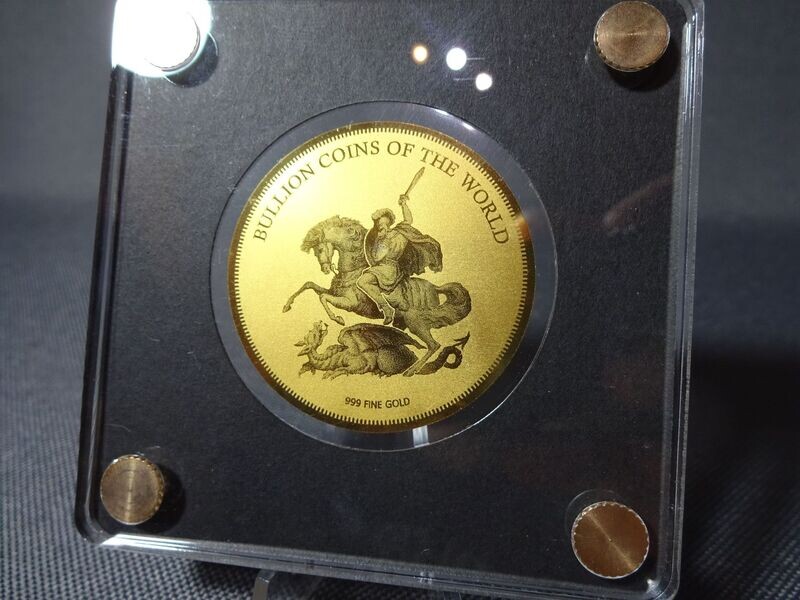 BULLION COINS OF THE WORLD
999 FINE GOLD